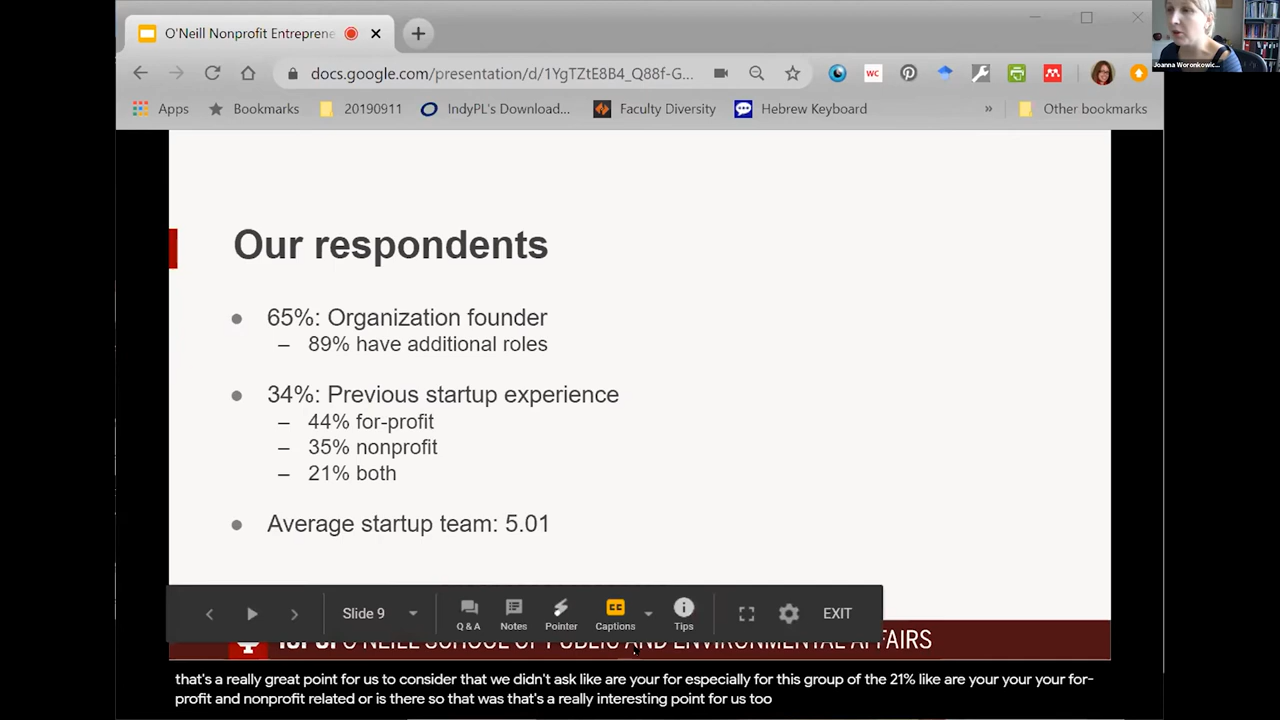 O'Neill Nonprofit Entreprene
docs.google.com/presentation/d/1YgTZtE8B4_Q88f-G...
WC
Apps
Bookmarks
20190911
IndyPL's Download...
Faculty Diversity
Hebrew Keyboard
»
Other bookmarks
Joanna Woronkowic...
Our respondents
● 65%: Organization founder
– 89% have additional roles
● 34%: Previous startup experience
– 44% for-profit
– 35% nonprofit
– 21% both
● Average startup team: 5.01
Slide 9
Q & A
Notes
Pointer
CC
Captions
Tips
EXIT
O'NEILL SCHOOL OF PUBLIC AND ENVIRONMENTAL AFFAIRS
that's a really great point for us to consider that we didn't ask like are your for especially for this group of the 21% like are your your your for-
profit and nonprofit related or is there so that was that's a really interesting point for us too